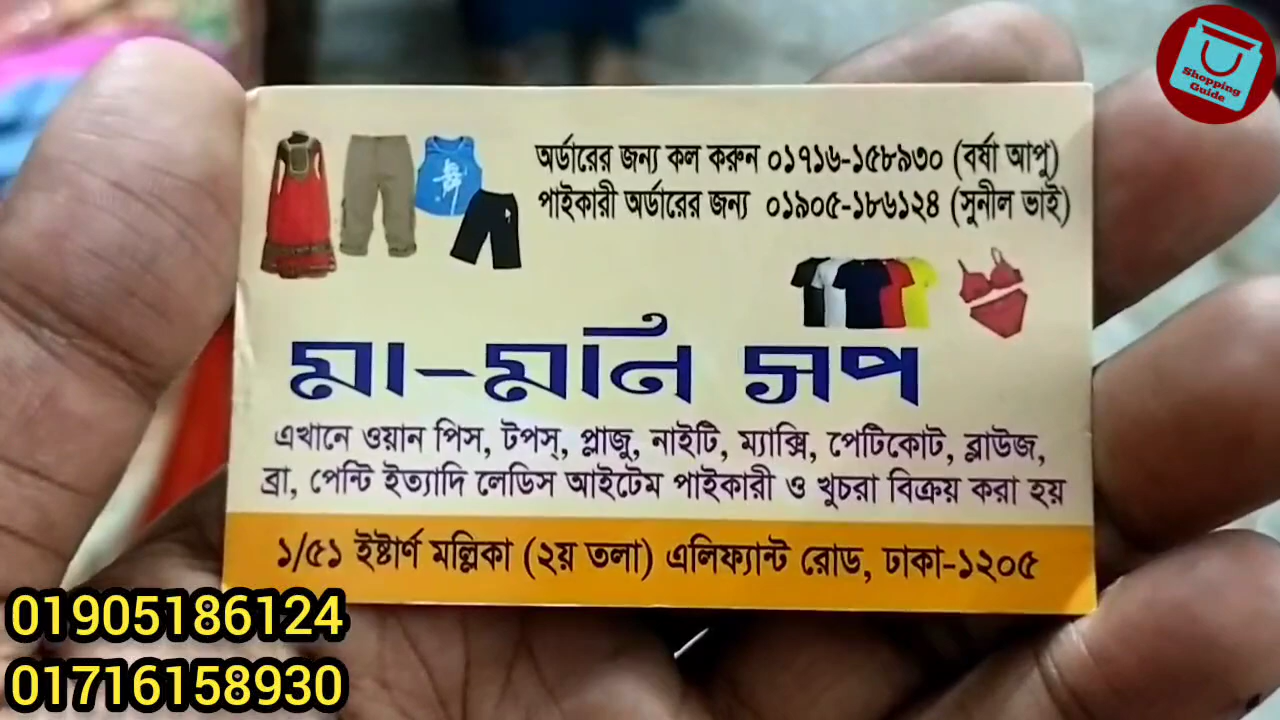 Shopping
Guide
অর্ডারের জন্য কল করুন ০১৭১৬-১৫৮৯৩০ (বর্ষা আপু)
পাইকারী অর্ডারের জন্য ০১৯০৫-১৮৬১২৪ (সুনীল ভাই)
মা-মনি সপ
এখানে ওয়ান পিস, টপস্, প্লাজু, নাইটি, ম্যাক্সি, পেটিকোট, ব্লাউজ,
ব্রা, পেন্টি ইত্যাদি লেডিস আইটেম পাইকারী ও খুচরা বিক্রয় করা হয়
১/৫১ ইষ্টার্ণ মল্লিকা (২য় তলা) এলিফ্যান্ট রোড, ঢাকা-১২০৫
01905186124
01716158930